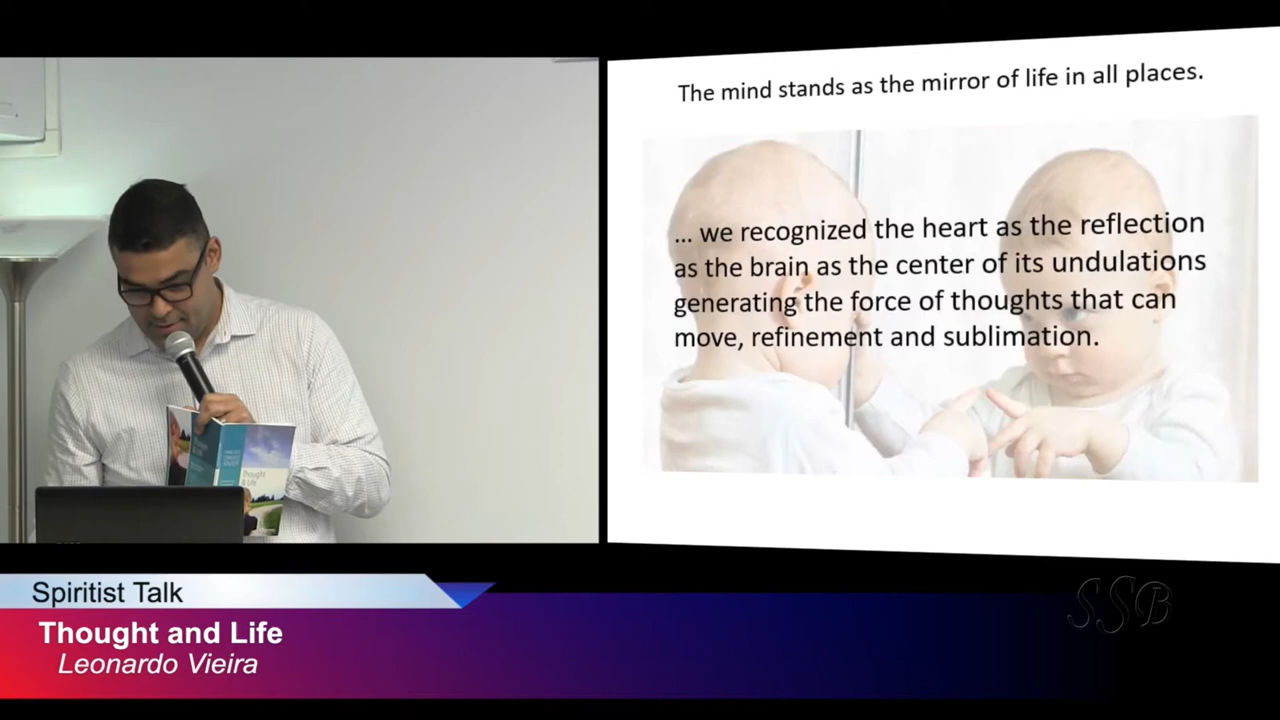 The mind stands as the mirror of life in all places.
... we recognized the heart as the reflection
as the brain as the center of its undulations
generating the force of thoughts that can
move, refinement and sublimation.
Thought
& Life
Spiritist Talk
Thought and Life
Leonardo Vieira
SSB